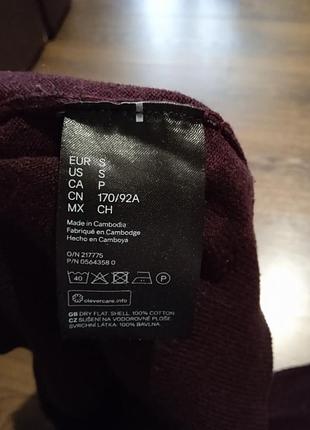 EUR S
US S
CA P
CN 170/92A
MX CH
Made in Cambodia
Fabriqué en Cambodge
Hecho en Camboya
O/N 217775
P/N 0564358 0
40 P
clevercare.info
GB DRY FLAT. SHELL: 100% COTTON
CZ SUŠENÍ NA VODOROVNÉ PLOŠE.
SVRCHNÍ LÁTKA: 100% BAVLNA.